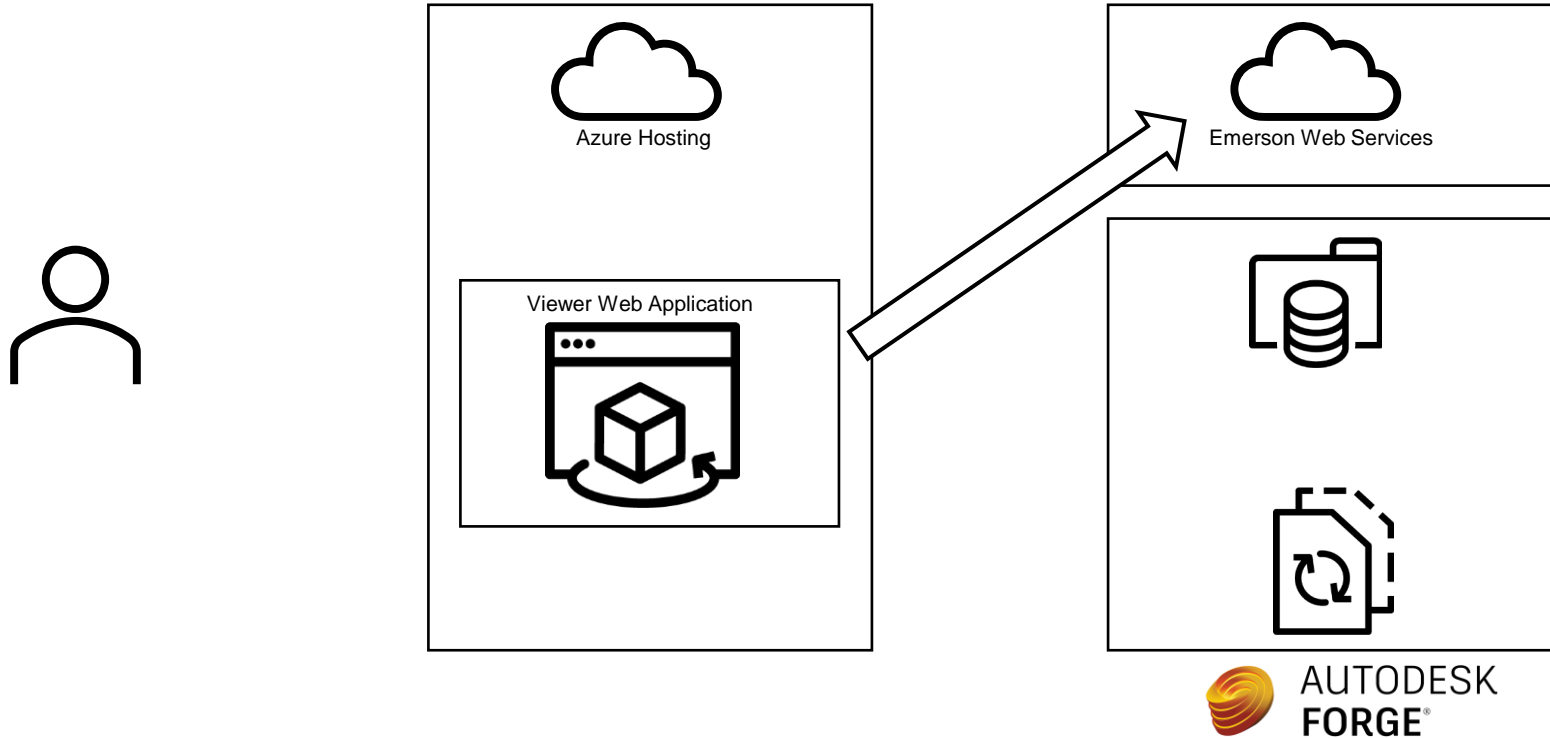 Azure Hosting
Emerson Web Services
Viewer Web Application
AUTODESK
FORGE®